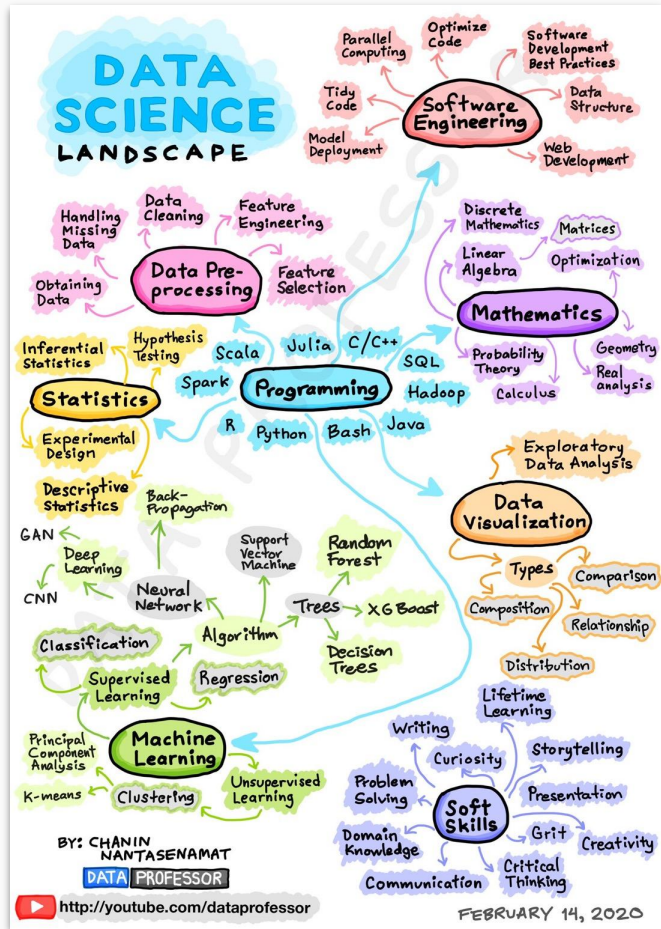 DATA
SCIENCE
LANDSCAPE
Parallel
Computing
Optimize
Code
Software
Development
Best Practices
Tidy
Code
Software
Engineering
Data
Structure
Model
Deployment
Web
Development
Handling
Missing
Data
Data
Cleaning
Feature
Engineering
Obtaining
Data
Data Pre-
processing
Feature
Selection
Discrete
Mathematics
Matrices
Linear
Algebra
Optimization
Mathematics
Probability
Theory
Calculus
Geometry
Real
analysis
Inferential
Statistics
Hypothesis
Testing
Statistics
Experimental
Design
Descriptive
Statistics
Scala
Julia
C/C++
Spark
Programming
SQL
Hadoop
R
Python
Bash
Java
Exploratory
Data Analysis
Data
Visualization
Types
Comparison
Composition
Relationship
Distribution
Back-
Propagation
GAN
Deep
Learning
CNN
Neural
Network
Support
Vector
Machine
Algorithm
Trees
Random
Forest
XG Boost
Decision
Trees
Classification
Supervised
Learning
Regression
Machine
Learning
Principal
Component
Analysis
K-means
Clustering
Unsupervised
Learning
Lifetime
Learning
Writing
Curiosity
Storytelling
Problem
Solving
Soft
Skills
Presentation
Domain
Knowledge
Grit
Creativity
Communication
Critical
Thinking
BY: CHANIN
NANTASENAMAT
DATA PROFESSOR
http://youtube.com/dataprofessor
FEBRUARY 14, 2020
DATA PROFESSOR